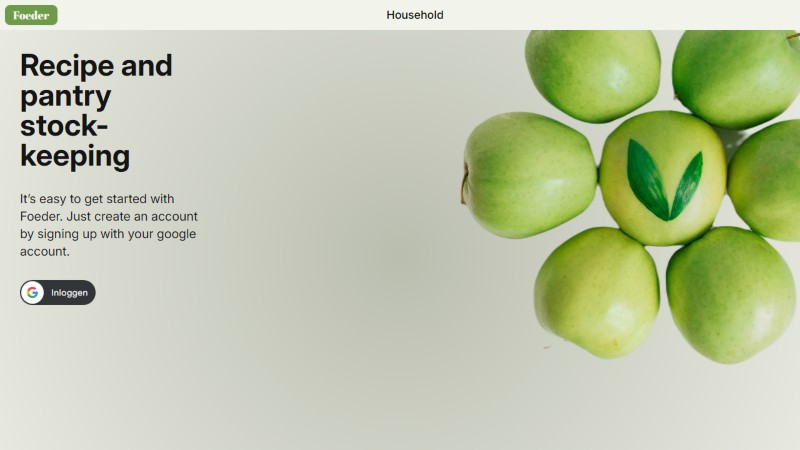 Foeder
Household
Recipe and
pantry
stock-
keeping
It's easy to get started with
Foeder. Just create an account
by signing up with your google
account.
Inloggen